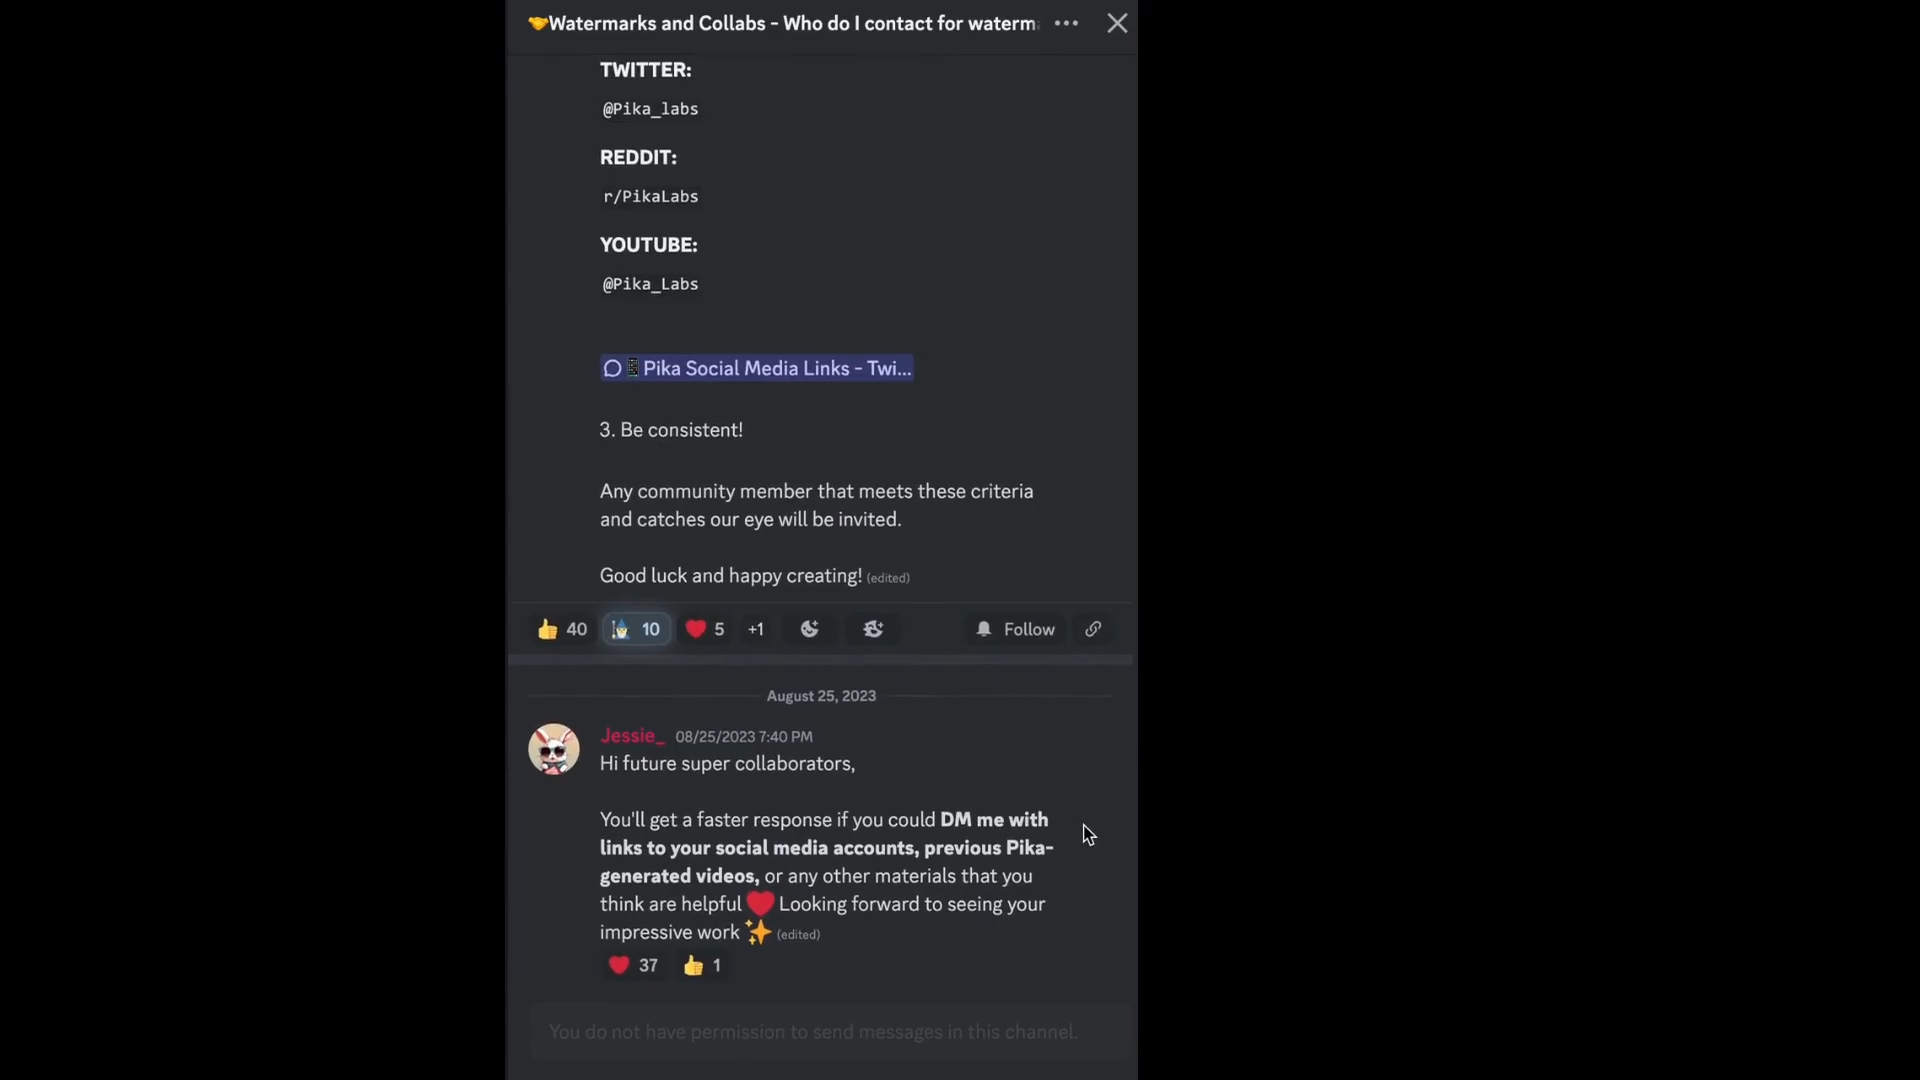 Watermarks and Collabs - Who do I contact for waterm
TWITTER:
@Pika_labs
REDDIT:
r/PikaLabs
YOUTUBE:
@Pika_Labs
Pika Social Media Links - Twi...
3. Be consistent!
Any community member that meets these criteria
and catches our eye will be invited.
Good luck and happy creating! (edited)
40 10 5 +1 Follow
August 25, 2023
Jessie_ 08/25/2023 7:40 PM
Hi future super collaborators,
You'll get a faster response if you could DM me with
links to your social media accounts, previous Pika-
generated videos, or any other materials that you
think are helpful ❤️ Looking forward to seeing your
impressive work ✨ (edited)
37 1
You do not have permission to send messages in this channel.